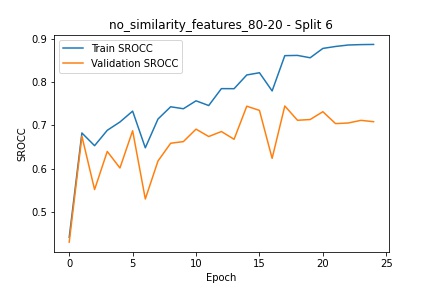 no_similarity_features_80-20 - Split 6
Train SROCC
Validation SROCC
SROCC
0.9
0.8
0.7
0.6
0.5
0 5 10 15 20 25
Epoch